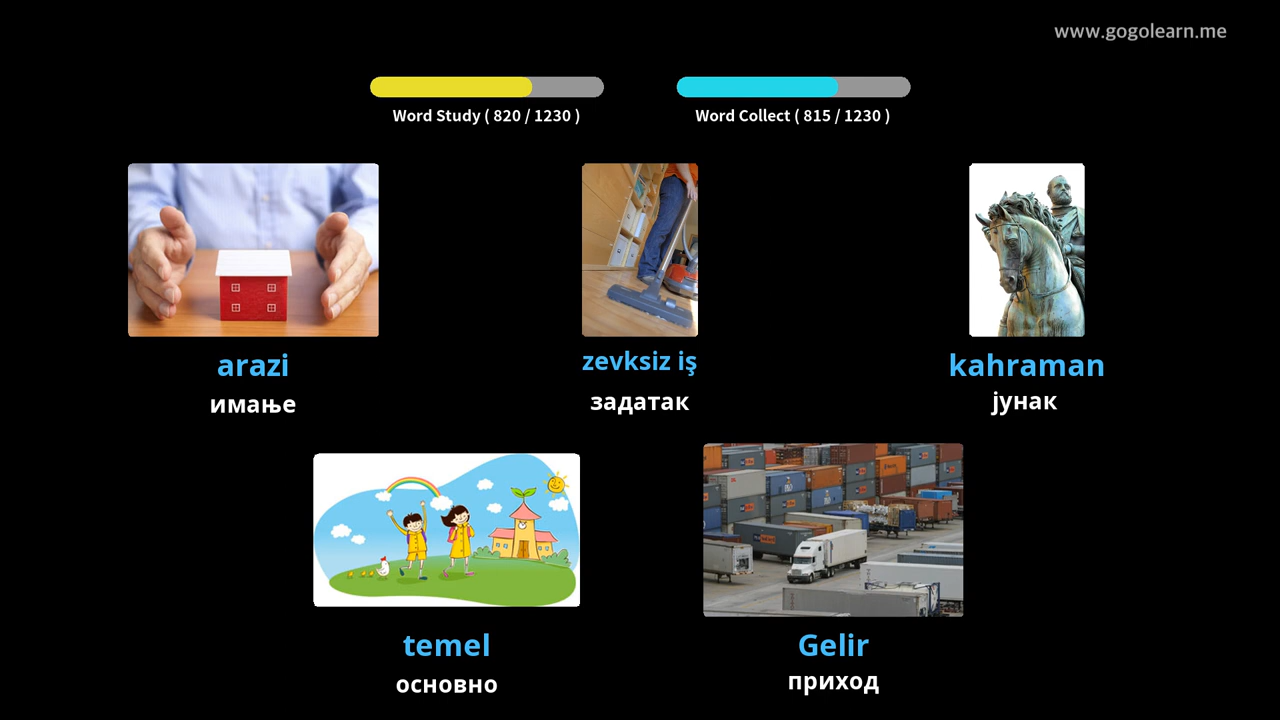 www.gogolearn.me
Word Study ( 820 / 1230 )
Word Collect ( 815 / 1230 )
arazi
имање
zevksiz iş
задатак
kahraman
јунак
temel
основно
Gelir
приход